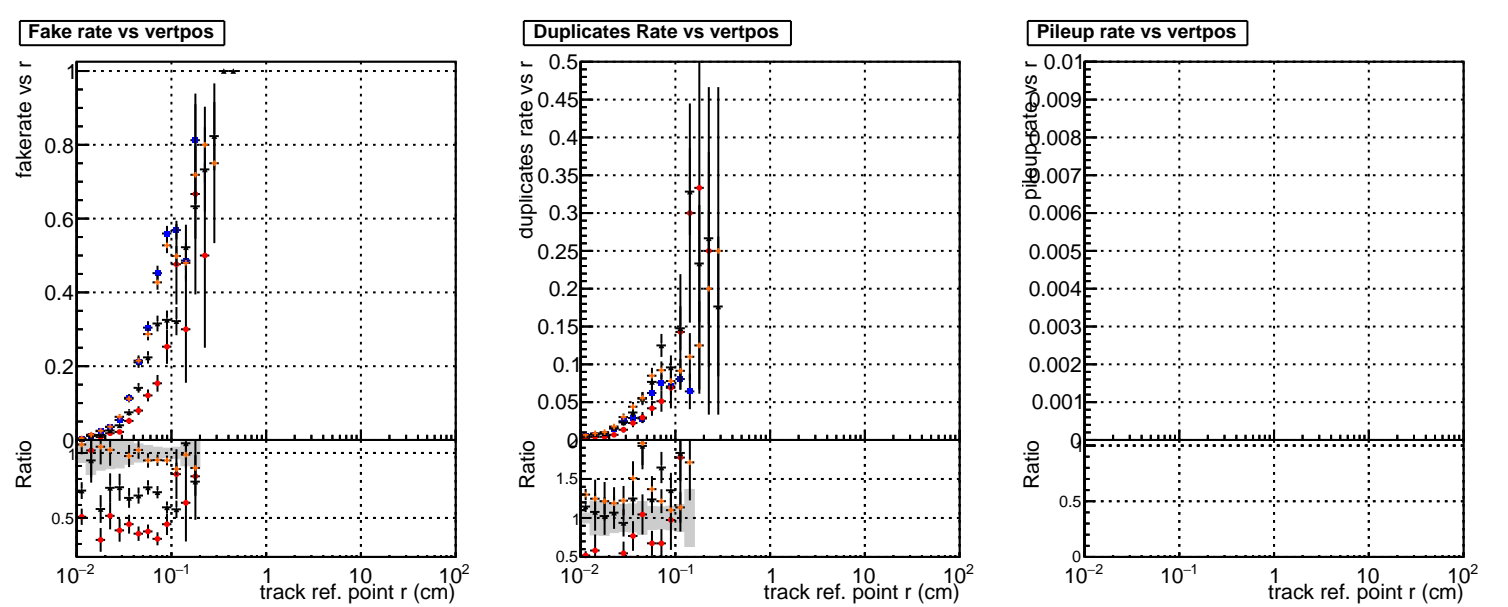 Fake rate vs vertpos
fakerate vs r
1
0.8
0.6
0.4
0.2
0
Ratio
1
0.5
10⁻² 10⁻¹ 1 10 10²
track ref. point r (cm)
Duplicates Rate vs vertpos
duplicates rate vs r
0.5
0.45
0.4
0.35
0.3
0.25
0.2
0.15
0.1
0.05
0
Ratio
1.5
1
0.5
10⁻² 10⁻¹ 1 10 10²
track ref. point r (cm)
Pileup rate vs vertpos
pileup rate vs r
0.01
0.009
0.008
0.007
0.006
0.005
0.004
0.003
0.002
0.001
0
Ratio
1
0.5
0
10⁻² 10⁻¹ 1 10 10²
track ref. point r (cm)